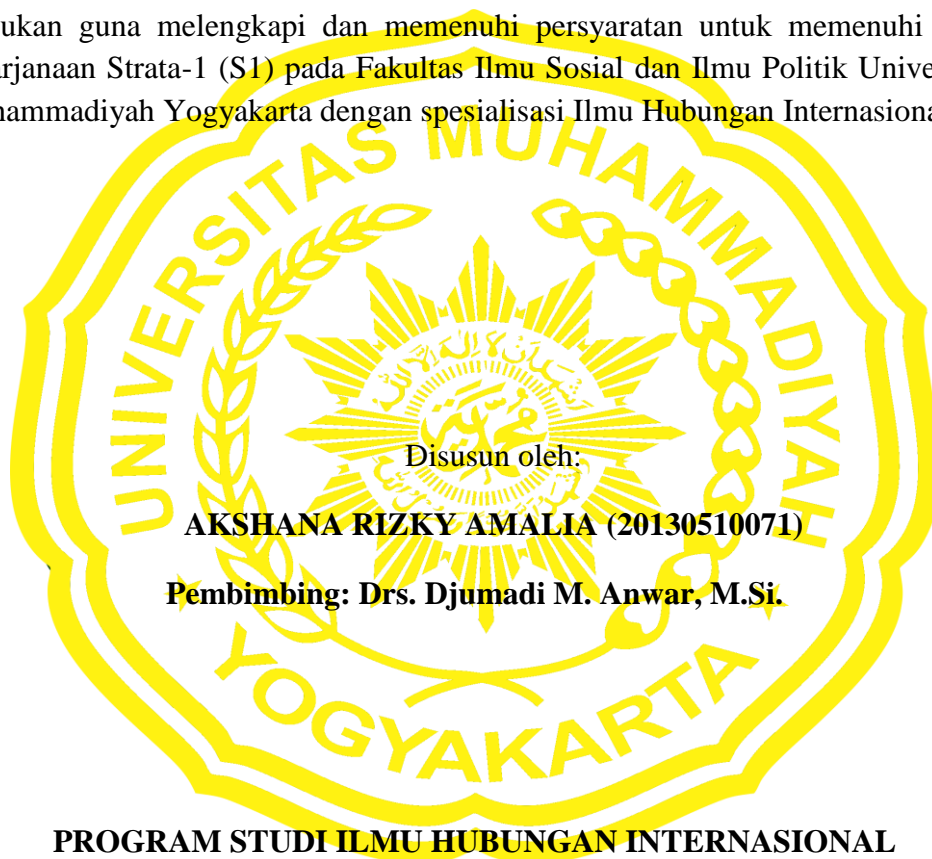 ukan guna melengkapi dan memenuhi persyaratan untuk memenuhi
arjanaan Strata-1 (S1) pada Fakultas Ilmu Sosial dan Ilmu Politik Unive
hammadiyah Yogyakarta dengan spesialisasi Ilmu Hubungan Internasiona
UNIVERSITAS MUHAMMADIYAH
Disusun oleh:
AKSHANA RIZKY AMALIA (20130510071)
Pembimbing: Drs. Djumadi M. Anwar, M.Si.
YOGYAKARTA
PROGRAM STUDI ILMU HUBUNGAN INTERNASIONAL